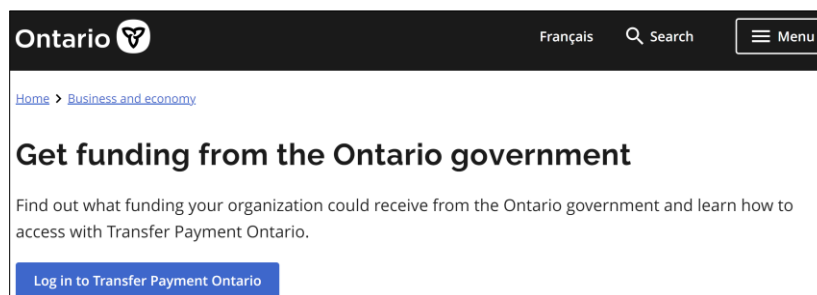 Ontario
Français Search Menu
Home > Business and economy
Get funding from the Ontario government
Find out what funding your organization could receive from the Ontario government and learn how to
access with Transfer Payment Ontario.
Log in to Transfer Payment Ontario